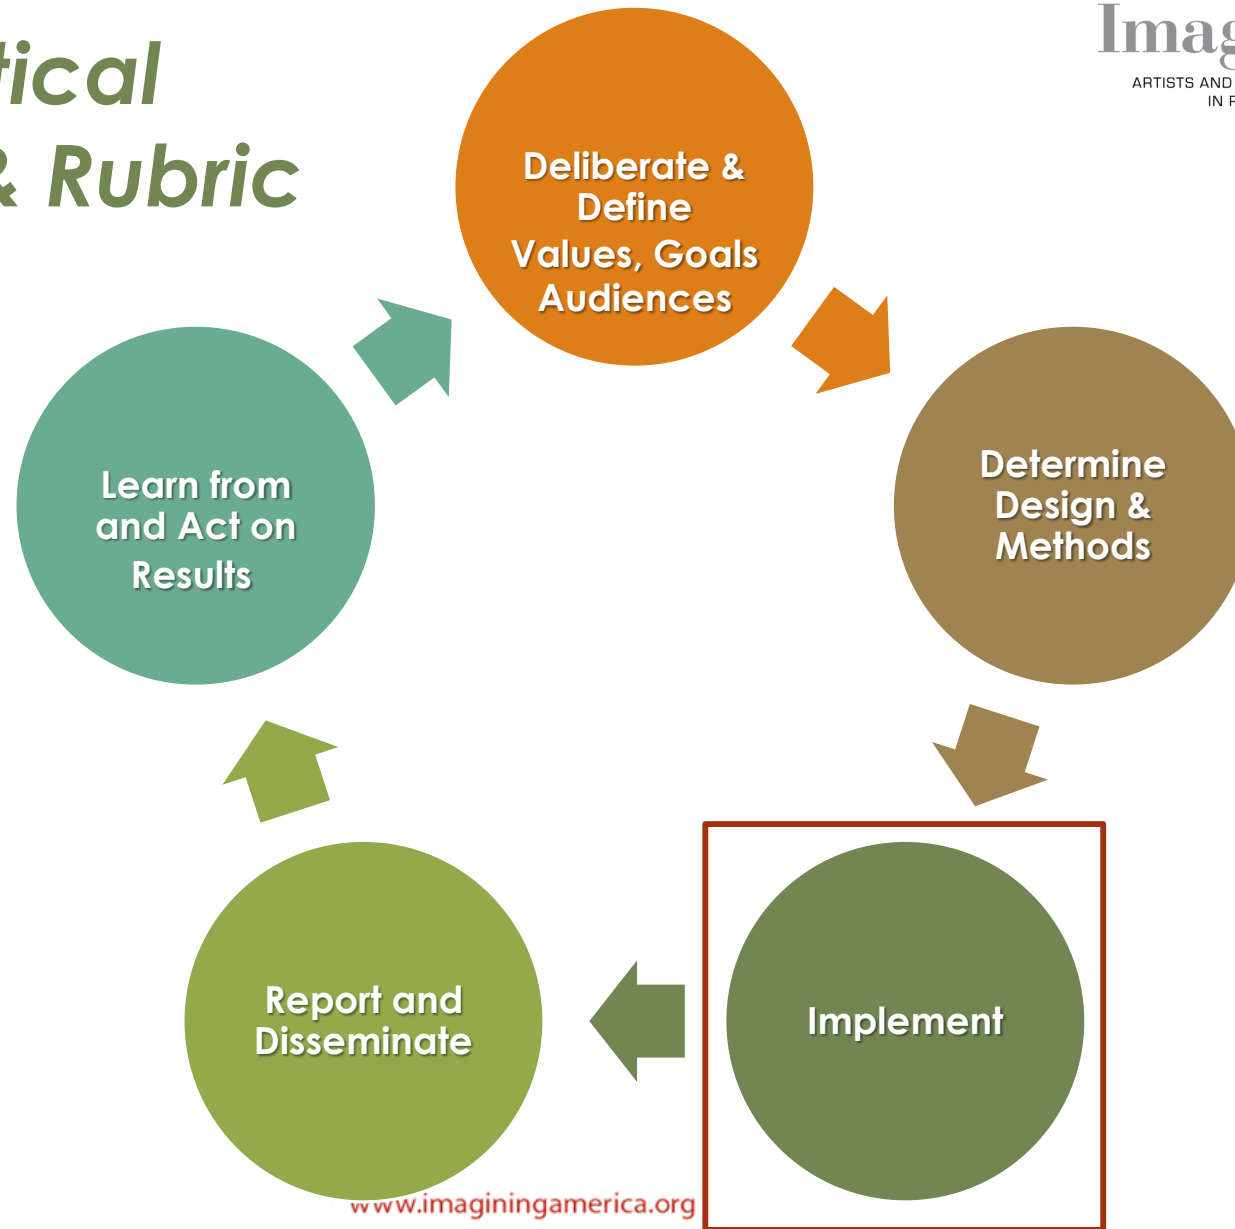 tical
& Rubric
Imag
ARTISTS AND
IN
Deliberate &
Define
Values, Goals
Audiences
Determine
Design &
Methods
Implement
Report and
Disseminate
Learn from
and Act on
Results
www.imaginingamerica.org